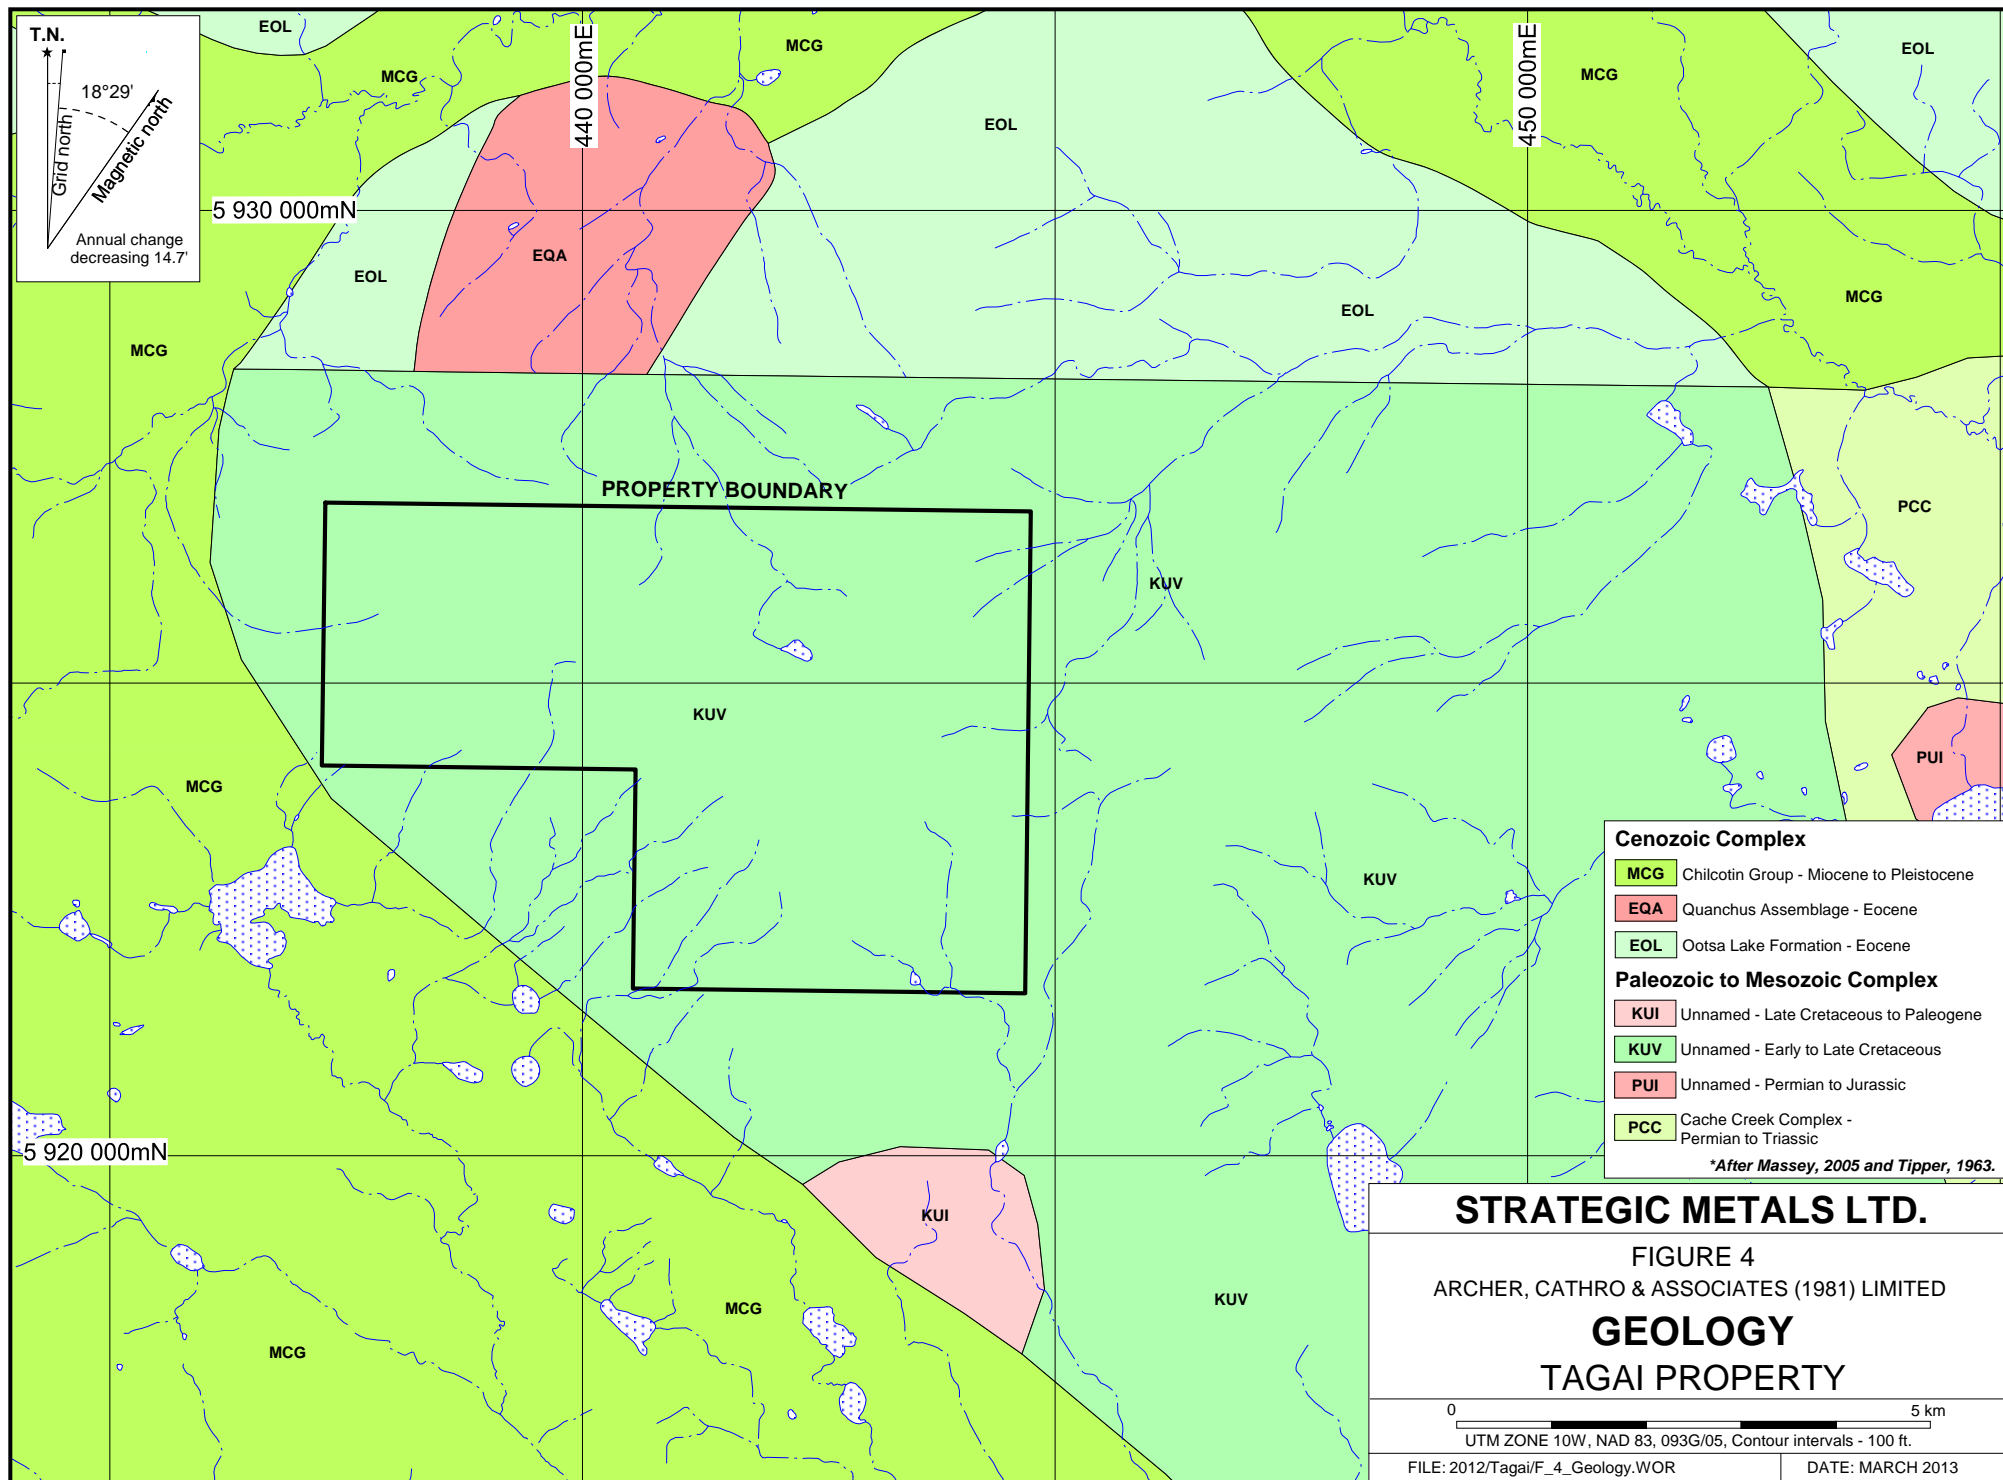 T.N.
18°29'
Grid north
Magnetic north
Annual change
decreasing 14.7'
EOL
MCG
MCG
440 000mE
EOL
450 000mE
MCG
EOL
5 930 000mN
EOL
EQA
EOL
MCG
MCG
PROPERTY BOUNDARY
PCC
KUV
KUV
MCG
PUI
KUV
5 920 000mN
KUI
KUV
MCG
MCG
Cenozoic Complex
MCG Chilcotin Group - Miocene to Pleistocene
EQA Quanchus Assemblage - Eocene
EOL Ootsa Lake Formation - Eocene
Paleozoic to Mesozoic Complex
KUI Unnamed - Late Cretaceous to Paleogene
KUV Unnamed - Early to Late Cretaceous
PUI Unnamed - Permian to Jurassic
PCC Cache Creek Complex -
Permian to Triassic
*After Massey, 2005 and Tipper, 1963.
STRATEGIC METALS LTD.
FIGURE 4
ARCHER, CATHRO & ASSOCIATES (1981) LIMITED
GEOLOGY
TAGAI PROPERTY
0 5 km
UTM ZONE 10W, NAD 83, 093G/05, Contour intervals - 100 ft.
FILE: 2012/Tagai/F_4_Geology.WOR DATE: MARCH 2013